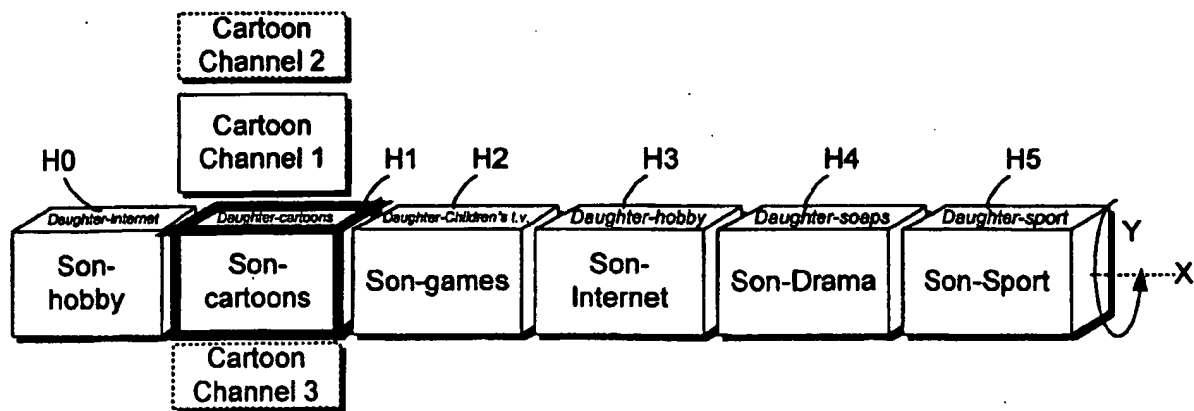 Cartoon
Channel 2
Cartoon
Channel 1
H0
H1
H2
H3
H4
H5
Daughter-Internet
Daughter-cartoons
Daughter-Children's t.v.
Daughter-hobby
Daughter-soaps
Daughter-sport
Y
X
Son-
hobby
Son-
cartoons
Son-games
Son-
Internet
Son-Drama
Son-Sport
Cartoon
Channel 3